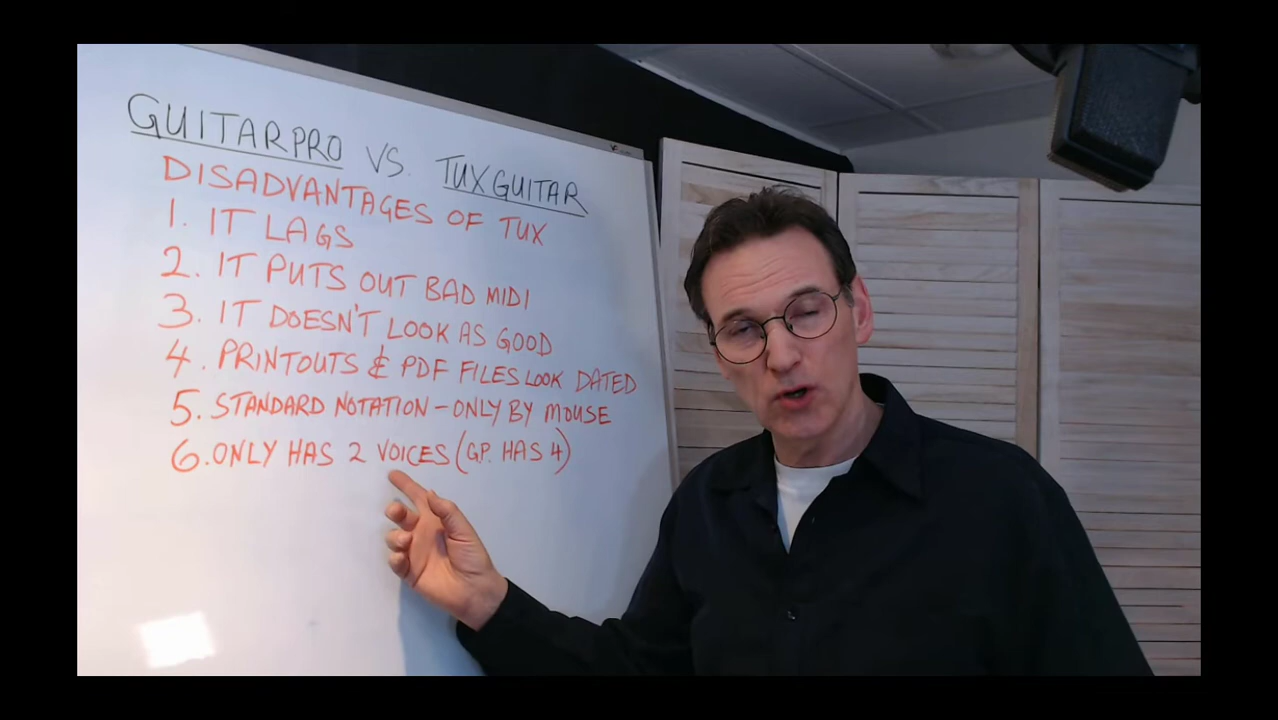 GUITARPRO VS. TUXGUITAR
DISADVANTAGES OF TUX
1. IT LAGS
2. IT PUTS OUT BAD MIDI
3. IT DOESN'T LOOK AS GOOD
4. PRINTOUTS & PDF FILES LOOK DATED
5. STANDARD NOTATION - ONLY BY MOUSE
6. ONLY HAS 2 VOICES (G.P. HAS 4)